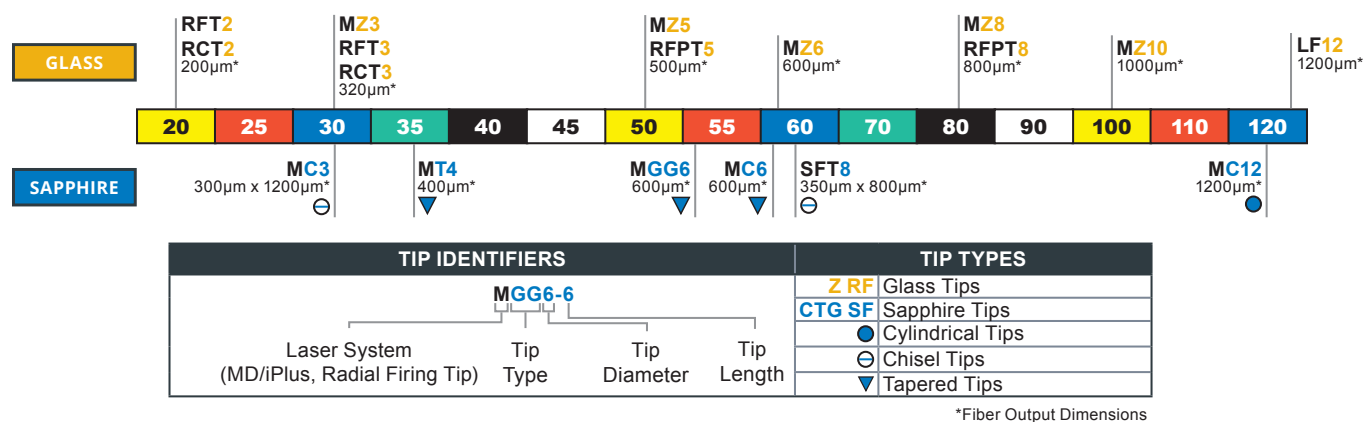 GLASS
RFT2
RCT2
200µm*
MZ3
RFT3
RCT3
320µm*
MZ5
RFPT5
500µm*
MZ6
600µm*
MZ8
RFPT8
800µm*
MZ10
1000µm*
LF12
1200µm*
20 25 30 35 40 45 50 55 60 70 80 90 100 110 120
SAPPHIRE
MC3
300µm x 1200µm*
MT4
400µm*
MGG6
600µm*
MC6
600µm*
SFT8
350µm x 800µm*
MC12
1200µm*
TIP IDENTIFIERS
MGG6-6
Laser System
(MD/iPlus, Radial Firing Tip)
Tip
Type
Tip
Diameter
Tip
Length
TIP TYPES
Z RF Glass Tips
CTG SF Sapphire Tips
Cylindrical Tips
Chisel Tips
Tapered Tips
*Fiber Output Dimensions